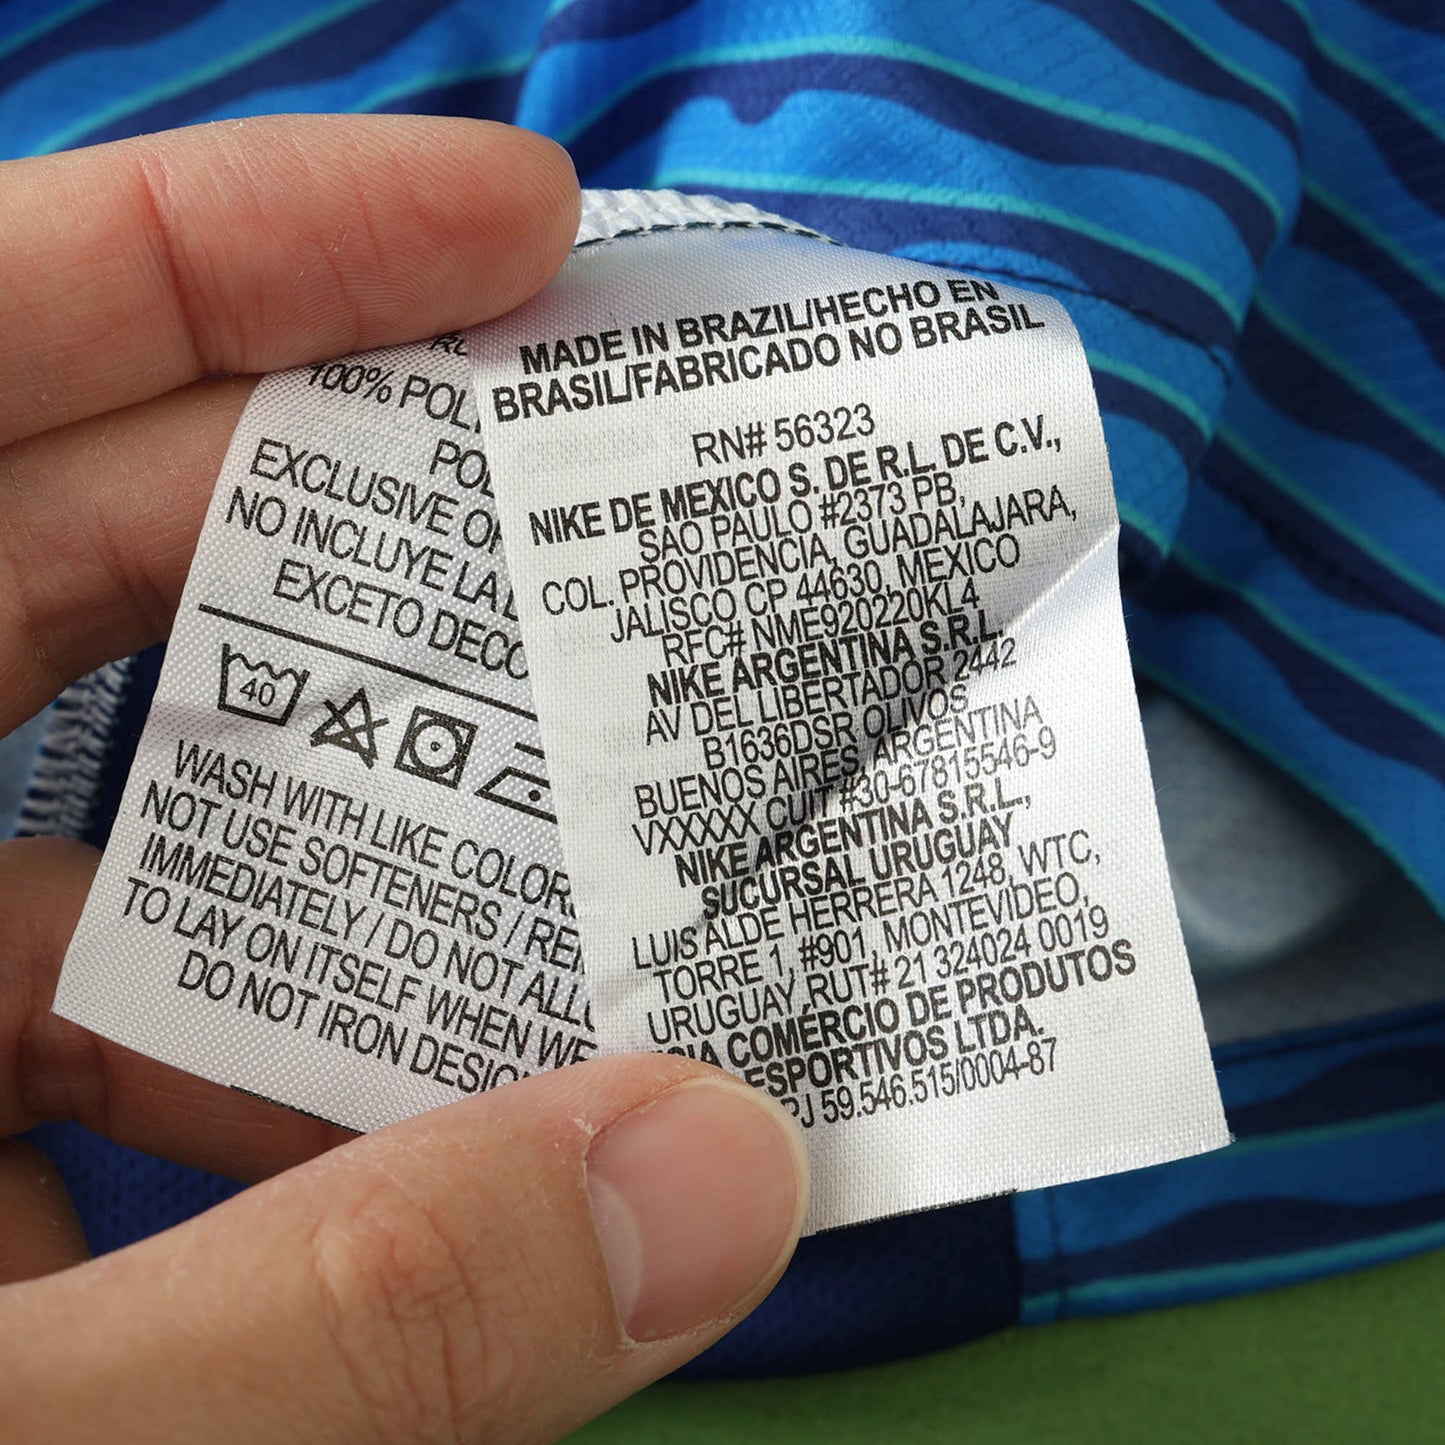 100% POL
POL
EXCLUSIVE OF
NO INCLUYE LA
EXCETO DECO
40
WASH WITH LIKE COLOR
NOT USE SOFTENERS / RE
IMMEDIATELY / DO NOT ALL
TO LAY ON ITSELF WHEN WE
DO NOT IRON DESIG
MADE IN BRAZIL/HECHO EN
BRASIL/FABRICADO NO BRASIL
RN# 56323
NIKE DE MEXICO S. DE R.L. DE C.V.,
SAO PAULO #2373 PB,
COL. PROVIDENCIA, GUADALAJARA,
JALISCO CP 44630, MEXICO
RFC# NME920220KL4
NIKE ARGENTINA S.R.L.
AV DEL LIBERTADOR 2442
B1636DSR OLIVOS
BUENOS AIRES ARGENTINA
VXXXXX CUIT #30-67815546-9
NIKE ARGENTINA S.R.L.,
SUCURSAL URUGUAY
LUIS ALDE HERRERA 1248, WTC,
TORRE 1, #901, MONTEVIDEO,
URUGUAY, RUT# 21 324024 0019
COMÉRCIO DE PRODUTOS
ESPORTIVOS LTDA.
PJ 59.546.515/0004-87